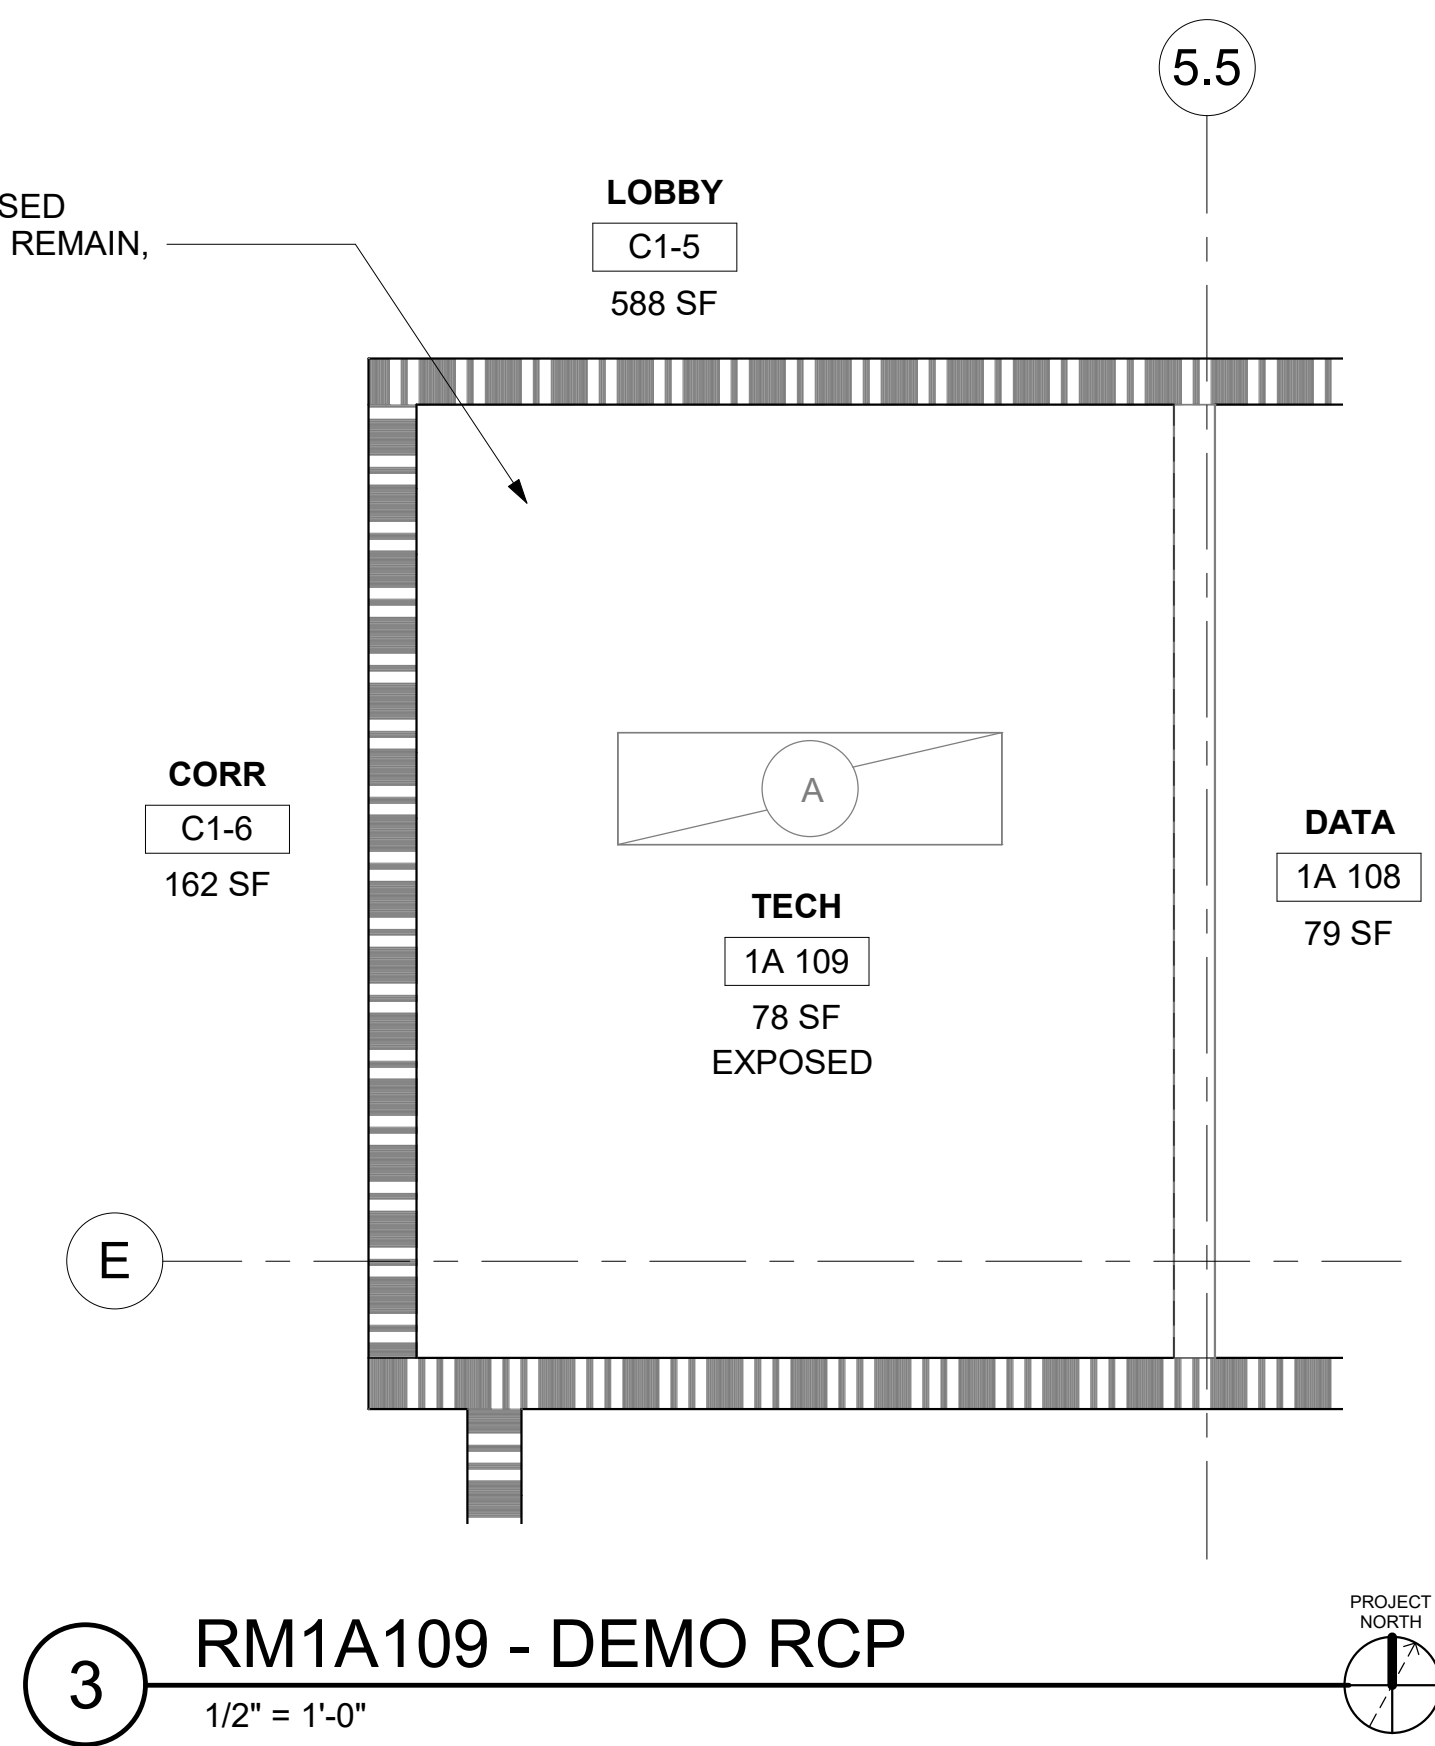 5.5
SED
REMAIN,
LOBBY
C1-5
588 SF
CORR
C1-6
162 SF
A
TECH
1A 109
78 SF
EXPOSED
DATA
1A 108
79 SF
E
3
RM1A109 - DEMO RCP
1/2" = 1'-0"
PROJECT
NORTH